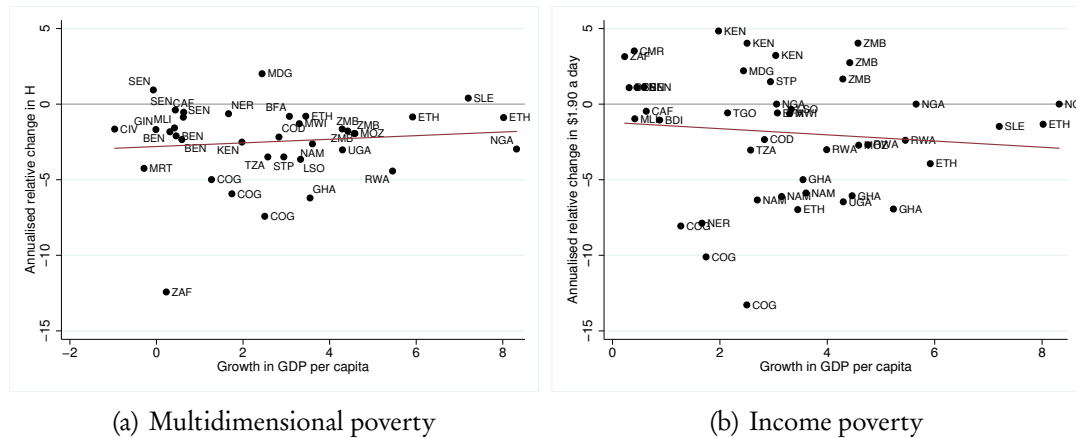 5
0
−5
−10
−15
Annualised relative change in H
SEN
MDG
SEN
CAF
SEN
NER
BFA
ETH
SLE
ETH
ETH
CIV
GIN
MLI
BEN
BEN
BEN
KEN
COD
MWI
ZMB
ZMB
ZMB
MOZ
NGA
MRT
TZA
STP
NAM
LSO
UGA
RWA
COG
COG
COG
GHA
ZAF
−2
0
2
4
6
8
Growth in GDP per capita
(a) Multidimensional poverty
5
0
−5
−10
−15
Annualised relative change in $1.90 a day
ZAF
CMR
KEN
KEN
KEN
ZMB
ZMB
ZMB
MDG
STP
SEN
CAF
MLI
BDI
TGO
NGA
LSO
MWI
NGA
SLE
ETH
COD
TZA
RWA
MOZ
RWA
RWA
ETH
GHA
NAM
NAM
NAM
ETH
GHA
UGA
GHA
COG
NER
COG
COG
0
2
4
6
8
Growth in GDP per capita
(b) Income poverty